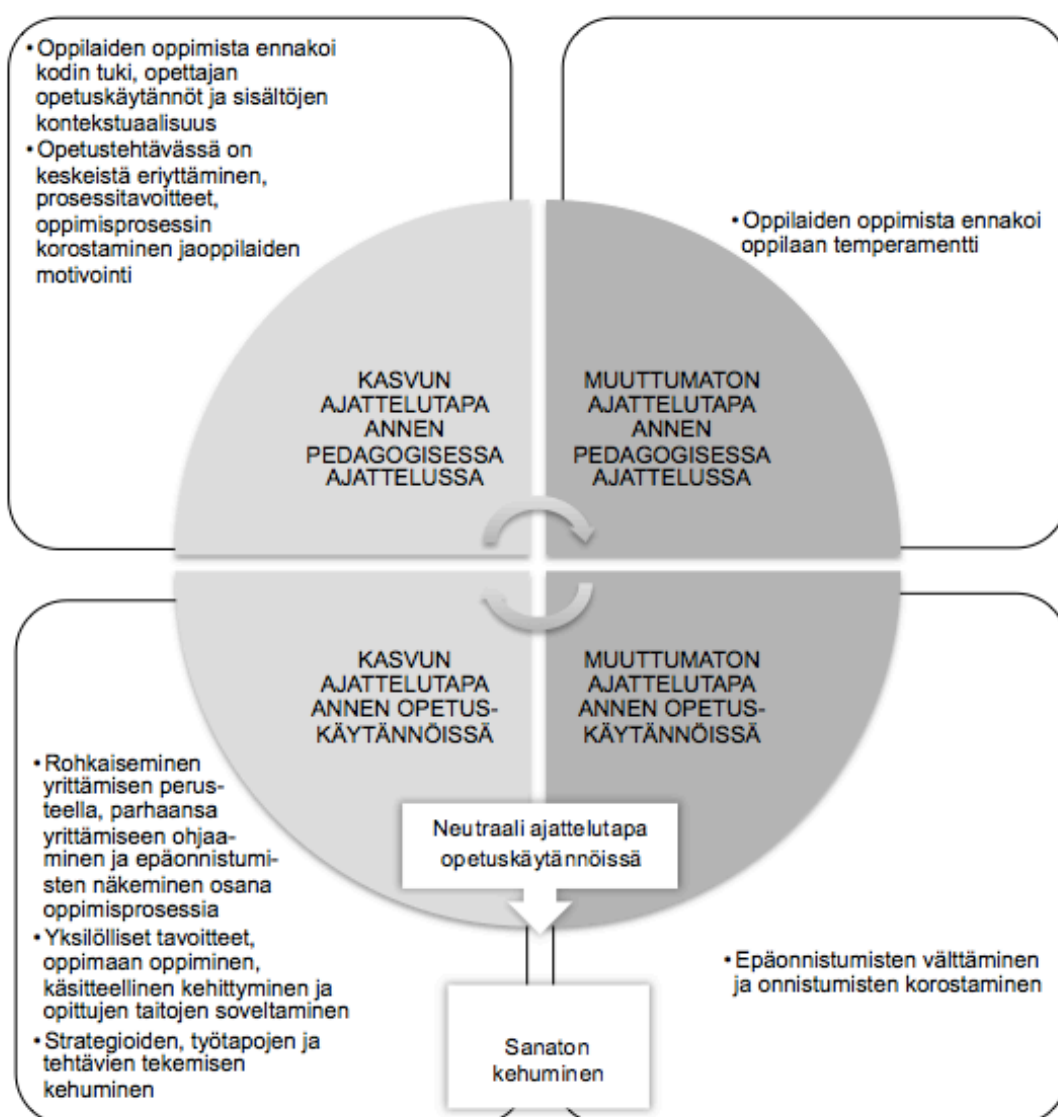 • Oppilaiden oppimista ennakoi
kodin tuki, opettajan
opetuskäytännöt ja sisältöjen
kontekstuaalisuus
• Opetustehtävässä on
keskeistä eriyttäminen,
prosessitavoitteet,
oppimisprosessin
korostaminen jaoppilaiden
motivointi
• Oppilaiden oppimista ennakoi
oppilaan temperamentti
KASVUN
AJATTELUTAPA
ANNEN
PEDAGOGISESSA
AJATTELUSSA
MUUTTUMATON
AJATTELUTAPA
ANNEN
PEDAGOGISESSA
AJATTELUSSA
KASVUN
AJATTELUTAPA
ANNEN OPETUS-
KÄYTÄNNÖISSÄ
MUUTTUMATON
AJATTELUTAPA
ANNEN OPETUS-
KÄYTÄNNÖISSÄ
• Rohkaiseminen
yrittämisen perus-
teella, parhaansa
yrittämiseen ohjaa-
minen ja epäonnistumi-
sten näkeminen osana
oppimisprosessia
• Yksilölliset tavoitteet,
oppimaan oppiminen,
käsitteellinen kehittyminen ja
opittujen taitojen soveltaminen
• Strategioiden, työtapojen ja
tehtävien tekemisen
kehuminen
Neutraali ajattelutapa
opetuskäytännöissä
Sanaton
kehuminen
• Epäonnistumisten välttäminen
ja onnistumisten korostaminen